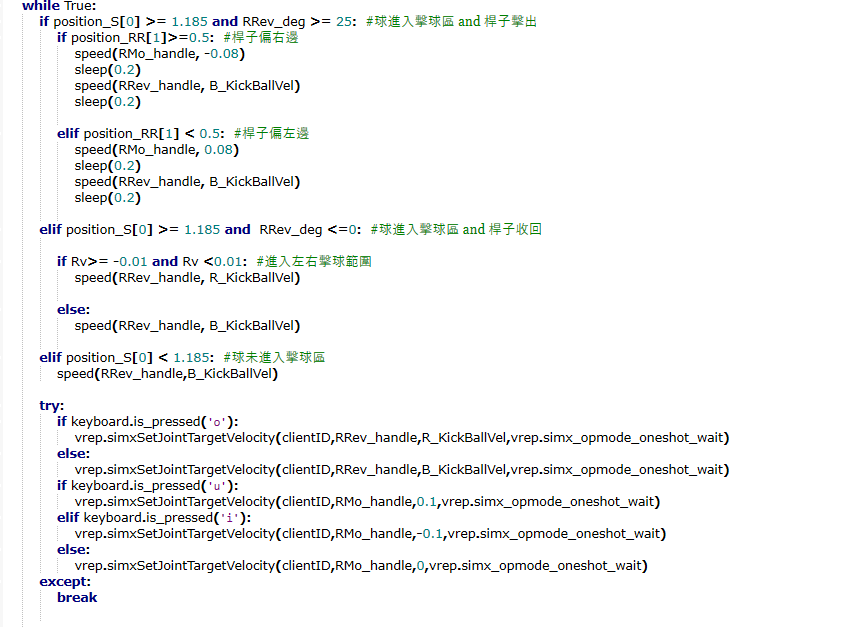 while True:
if position_S[0] >= 1.185 and RRev_deg >= 25: #球進入擊球區 and 桿子擊出
if position_RR[1]>=0.5: #桿子偏右邊
speed(RMo_handle, -0.08)
sleep(0.2)
speed(RRev_handle, B_KickBallVel)
sleep(0.2)
elif position_RR[1] < 0.5: #桿子偏左邊
speed(RMo_handle, 0.08)
sleep(0.2)
speed(RRev_handle, B_KickBallVel)
sleep(0.2)
elif position_S[0] >= 1.185 and RRev_deg <=0: #球進入擊球區 and 桿子收回
if Rv>= -0.01 and Rv <0.01: #進入左右擊球範圍
speed(RRev_handle, R_KickBallVel)
else:
speed(RRev_handle, B_KickBallVel)
elif position_S[0] < 1.185: #球未進入擊球區
speed(RRev_handle,B_KickBallVel)
try:
if keyboard.is_pressed('o'):
vrep.simxSetJointTargetVelocity(clientID,RRev_handle,R_KickBallVel,vrep.simx_opmode_oneshot_wait)
else:
vrep.simxSetJointTargetVelocity(clientID,RRev_handle,B_KickBallVel,vrep.simx_opmode_oneshot_wait)
if keyboard.is_pressed('u'):
vrep.simxSetJointTargetVelocity(clientID,RMo_handle,0.1,vrep.simx_opmode_oneshot_wait)
elif keyboard.is_pressed('i'):
vrep.simxSetJointTargetVelocity(clientID,RMo_handle,-0.1,vrep.simx_opmode_oneshot_wait)
else:
vrep.simxSetJointTargetVelocity(clientID,RMo_handle,0,vrep.simx_opmode_oneshot_wait)
except:
break